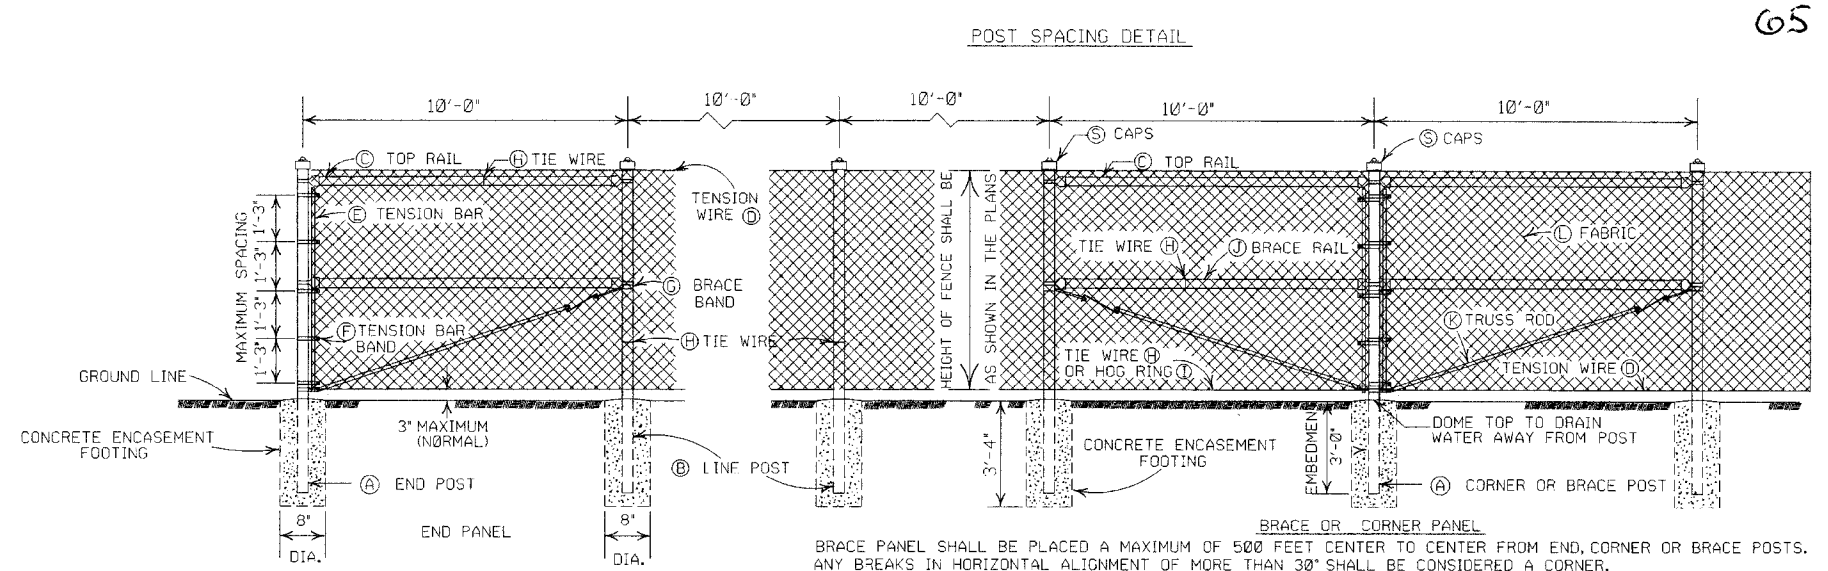 65
POST SPACING DETAIL
10'-0"
10'-0"
10'-0"
10'-0"
10'-0"
Ⓢ CAPS
Ⓢ CAPS
Ⓒ TOP RAIL
Ⓗ TIE WIRE
Ⓒ TOP RAIL
MAXIMUM SPACING
1'-3"
1'-3"
1'-3"
1'-3"
Ⓔ TENSION BAR
TENSION
WIRE Ⓓ
HEIGHT OF FENCE SHALL BE
AS SHOWN IN THE PLANS
TIE WIRE Ⓗ
Ⓙ BRACE RAIL
Ⓛ FABRIC
Ⓖ BRACE
BAND
Ⓕ TENSION BAR
BAND
Ⓗ TIE WIRE
Ⓚ TRUSS ROD
TIE WIRE Ⓗ
OR HOG RING Ⓘ
TENSION WIRE Ⓓ
GROUND LINE
3" MAXIMUM
(NORMAL)
CONCRETE ENCASEMENT
FOOTING
Ⓐ END POST
Ⓑ LINE POST
3'-4"
CONCRETE ENCASEMENT
FOOTING
EMBEDMENT
3'-0"
DOME TOP TO DRAIN
WATER AWAY FROM POST
Ⓐ CORNER OR BRACE POST
8"
DIA.
END PANEL
8"
DIA.
BRACE OR CORNER PANEL
BRACE PANEL SHALL BE PLACED A MAXIMUM OF 500 FEET CENTER TO CENTER FROM END, CORNER OR BRACE POSTS.
ANY BREAKS IN HORIZONTAL ALIGNMENT OF MORE THAN 30° SHALL BE CONSIDERED A CORNER.